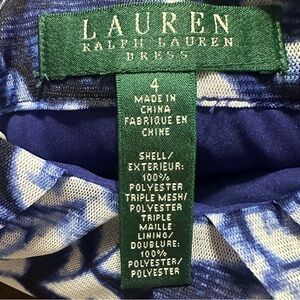 LAUREN
RALPH LAUREN
DRESS
4
MADE IN
CHINA
FABRIQUE EN
CHINE
SHELL/
EXTERIEUR:
100%
POLYESTER
TRIPLE MESH/
POLYESTER
TRIPLE
MAILLE
LINING/
DOUBLURE:
100%
POLYESTER/
POLYESTER